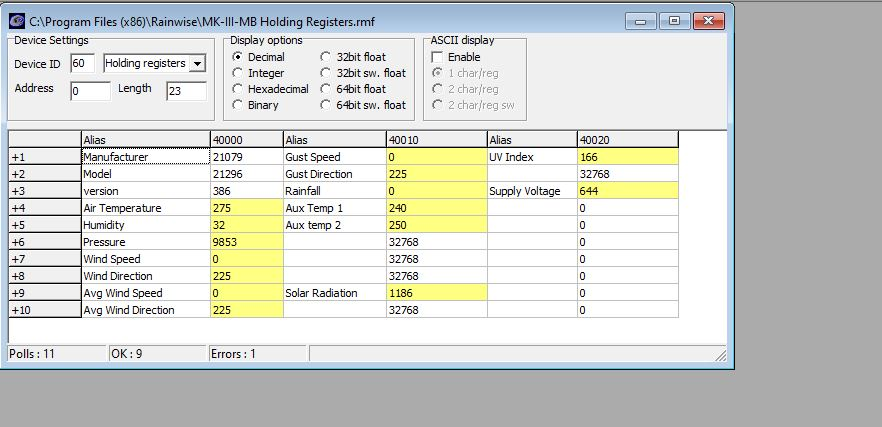 C:\Program Files (x86)\Rainwise\MK-III-MB Holding Registers.rmf
Device Settings
Device ID 60 Holding registers
Address 0 Length 23
Display options
Decimal 32bit float
Integer 32bit sw. float
Hexadecimal 64bit float
Binary 64bit sw. float
ASCII display
Enable
1 char/reg
2 char/reg
2 char/reg sw
Alias 40000 Alias 40010 Alias 40020
+1 Manufacturer 21079 Gust Speed 0 UV Index 166
+2 Model 21296 Gust Direction 225 32768
+3 version 386 Rainfall 0 Supply Voltage 644
+4 Air Temperature 275 Aux Temp 1 240 0
+5 Humidity 32 Aux temp 2 250 0
+6 Pressure 9853 32768 0
+7 Wind Speed 0 32768 0
+8 Wind Direction 225 32768 0
+9 Avg Wind Speed 0 Solar Radiation 1186 0
+10 Avg Wind Direction 225 32768 0
Polls : 11 OK : 9 Errors : 1